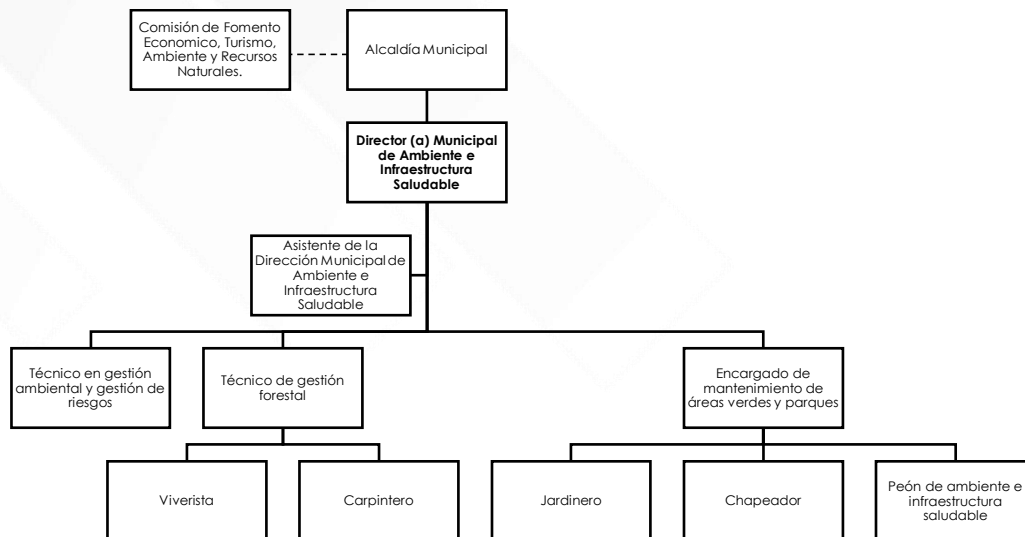 Comisión de Fomento
Economico, Turismo,
Ambiente y Recursos
Naturales.
Alcaldía Municipal
Director (a) Municipal
de Ambiente e
Infraestructura
Saludable
Asistente de la
Dirección Municipal de
Ambiente e
Infraestructura
Saludable
Técnico en gestión
ambiental y gestión de
riesgos
Técnico de gestión
forestal
Encargado de
mantenimiento de
áreas verdes y parques
Viverista
Carpintero
Jardinero
Chapeador
Peón de ambiente e
infraestructura
saludable